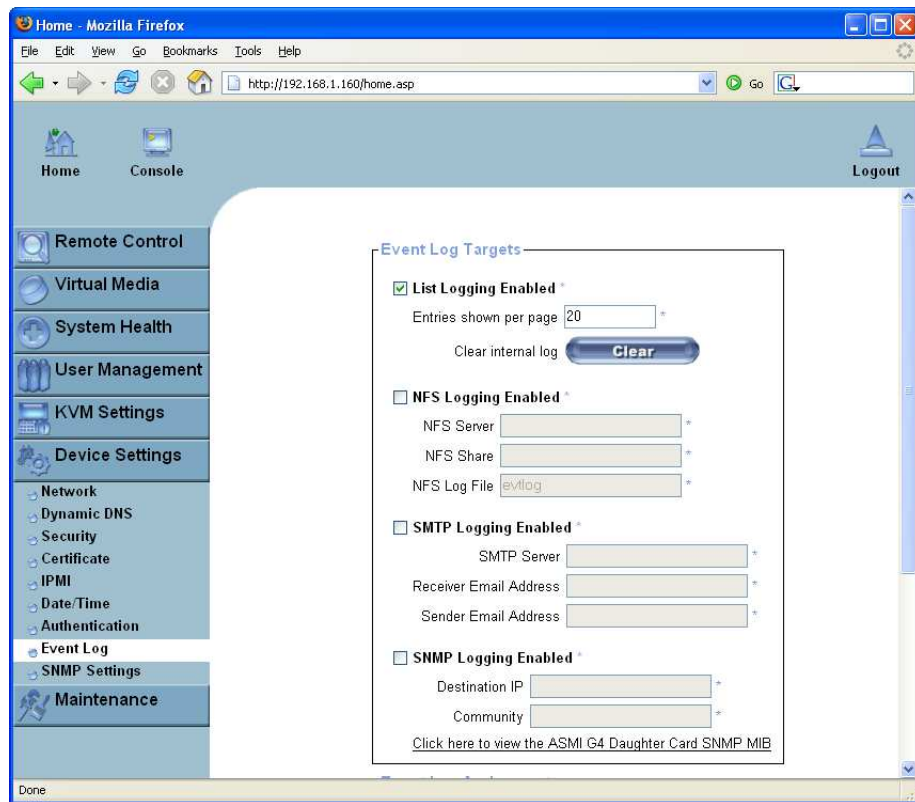 Home - Mozilla Firefox
File Edit View Go Bookmarks Tools Help
http://192.168.1.160/home.asp
Go
G
Home
Console
Logout
Remote Control
Virtual Media
System Health
User Management
KVM Settings
Device Settings
Network
Dynamic DNS
Security
Certificate
IPMI
Date/Time
Authentication
Event Log
SNMP Settings
Maintenance
Event Log Targets
List Logging Enabled *
Entries shown per page 20 *
Clear internal log Clear
NFS Logging Enabled *
NFS Server *
NFS Share *
NFS Log File evtlog *
SMTP Logging Enabled *
SMTP Server *
Receiver Email Address *
Sender Email Address *
SNMP Logging Enabled *
Destination IP *
Community *
Click here to view the ASMI G4 Daughter Card SNMP MIB
Done